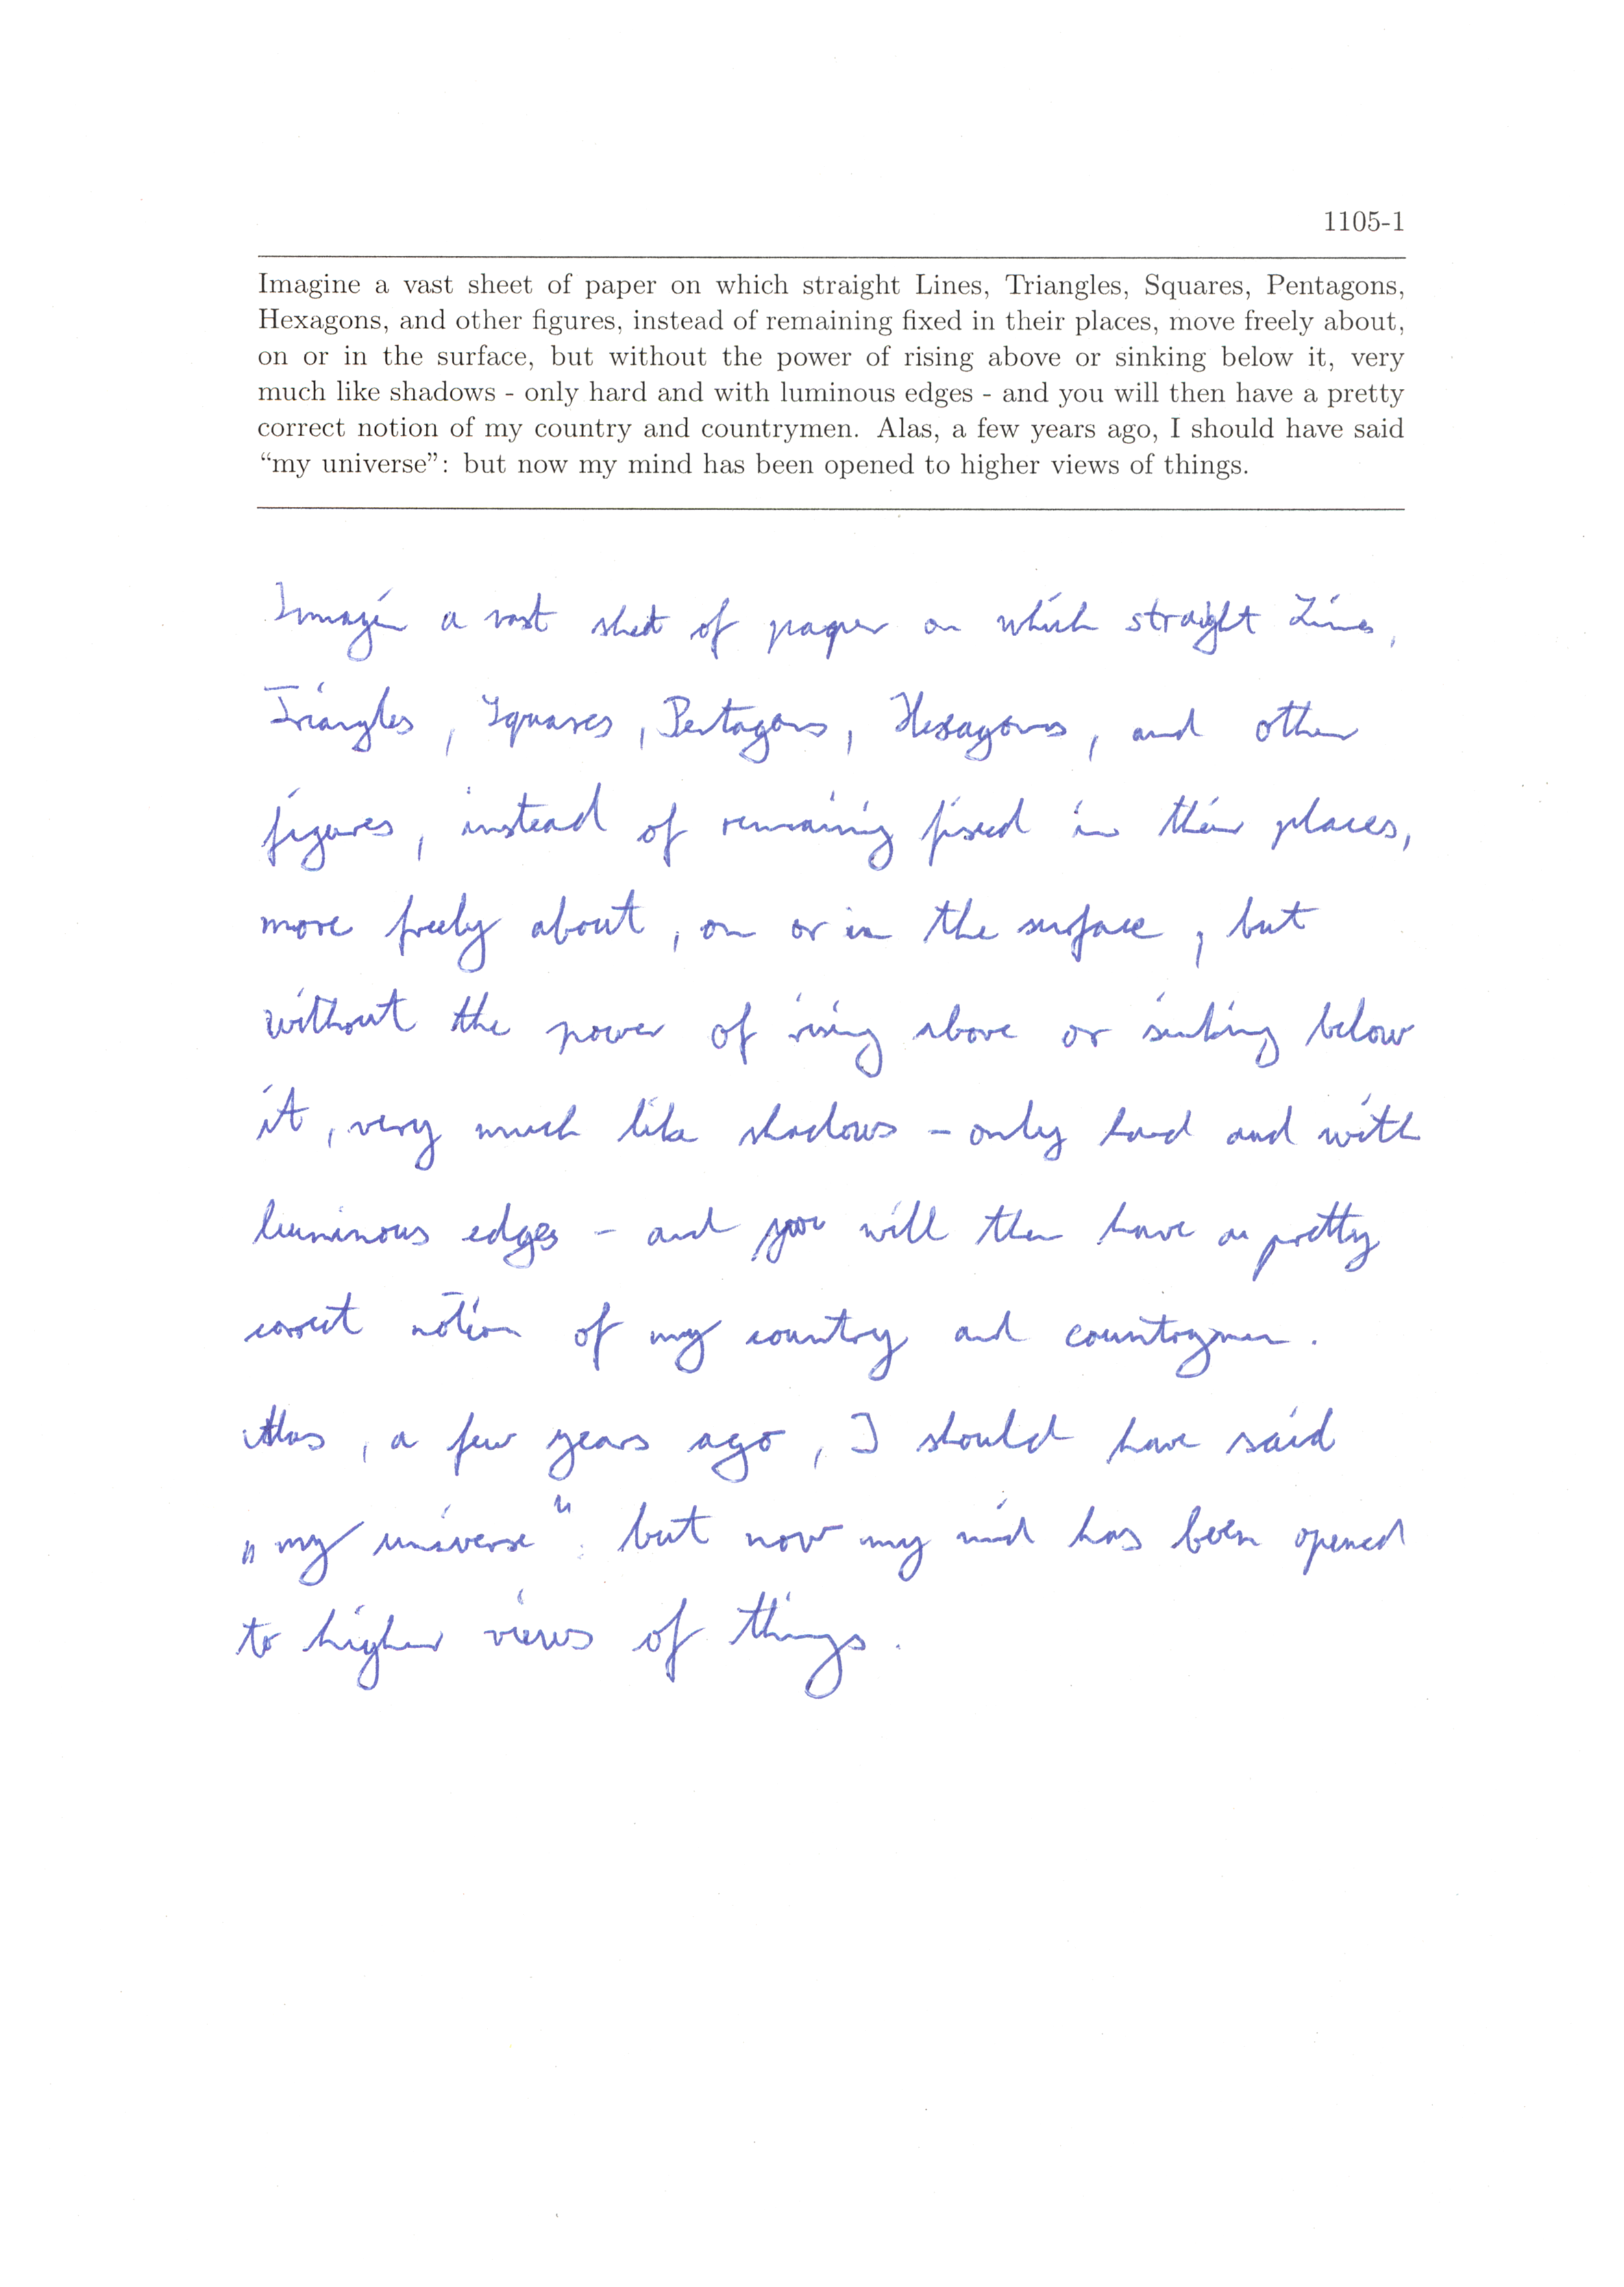 1105-1
Imagine a vast sheet of paper on which straight Lines, Triangles, Squares, Pentagons,
Hexagons, and other figures, instead of remaining fixed in their places, move freely about,
on or in the surface, but without the power of rising above or sinking below it, very
much like shadows - only hard and with luminous edges - and you will then have a pretty
correct notion of my country and countrymen. Alas, a few years ago, I should have said
“my universe”: but now my mind has been opened to higher views of things.
Immagin a vast sheet of paper on which straight Lines,
Triangles, Squares, Pentagons, Hexagons, and other
figures, instead of remaining fixed in their places,
move freely about, on or in the surface, but
without the power of rising above or sinking below
it, very much like shadows - only hard and with
luminous edges - and you will then have a pretty
correct notion of my country and countrymen.
Alas, a few years ago, I should have said
„my universe“: but now my mind has been opened
to higher views of things.